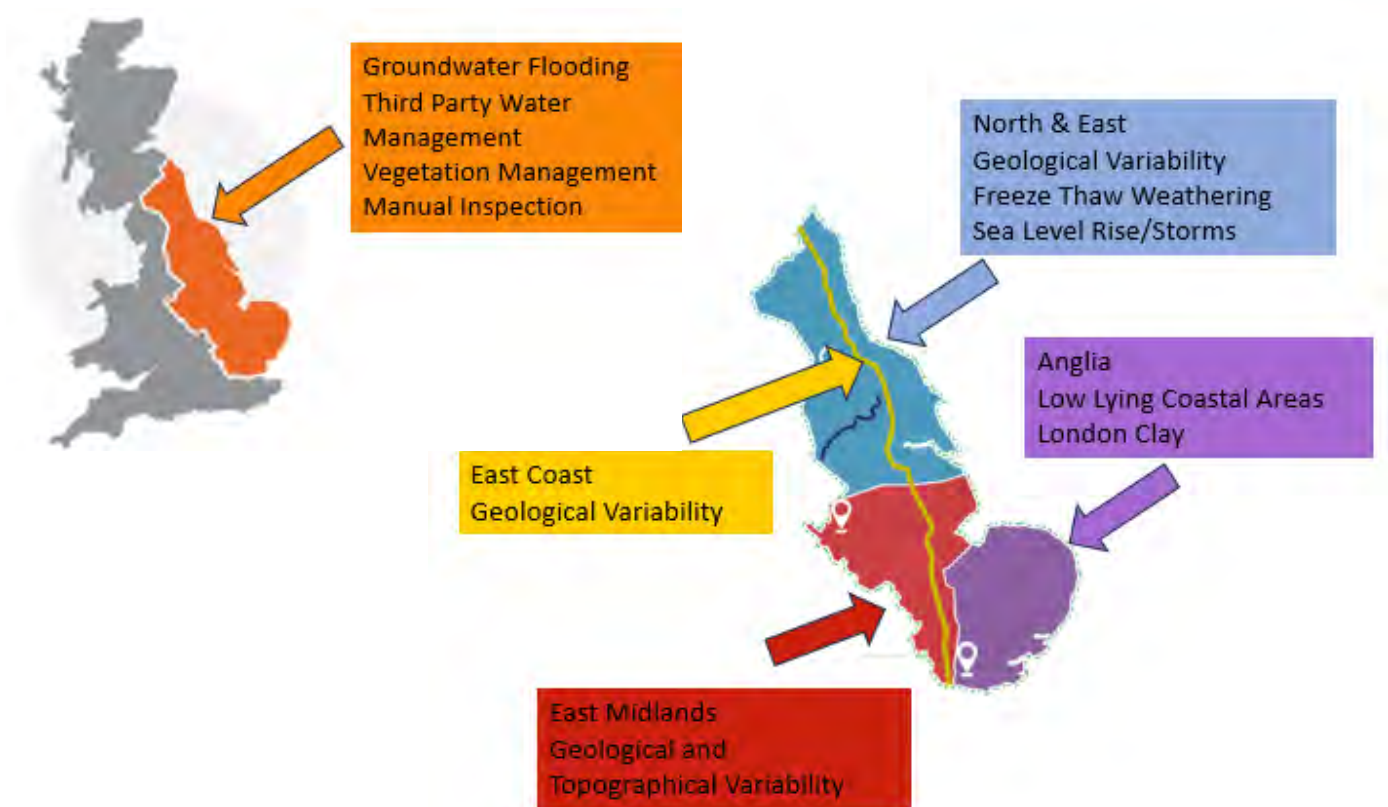 Groundwater Flooding
Third Party Water
Management
Vegetation Management
Manual Inspection
North & East
Geological Variability
Freeze Thaw Weathering
Sea Level Rise/Storms
Anglia
Low Lying Coastal Areas
London Clay
East Coast
Geological Variability
East Midlands
Geological and
Topographical Variability